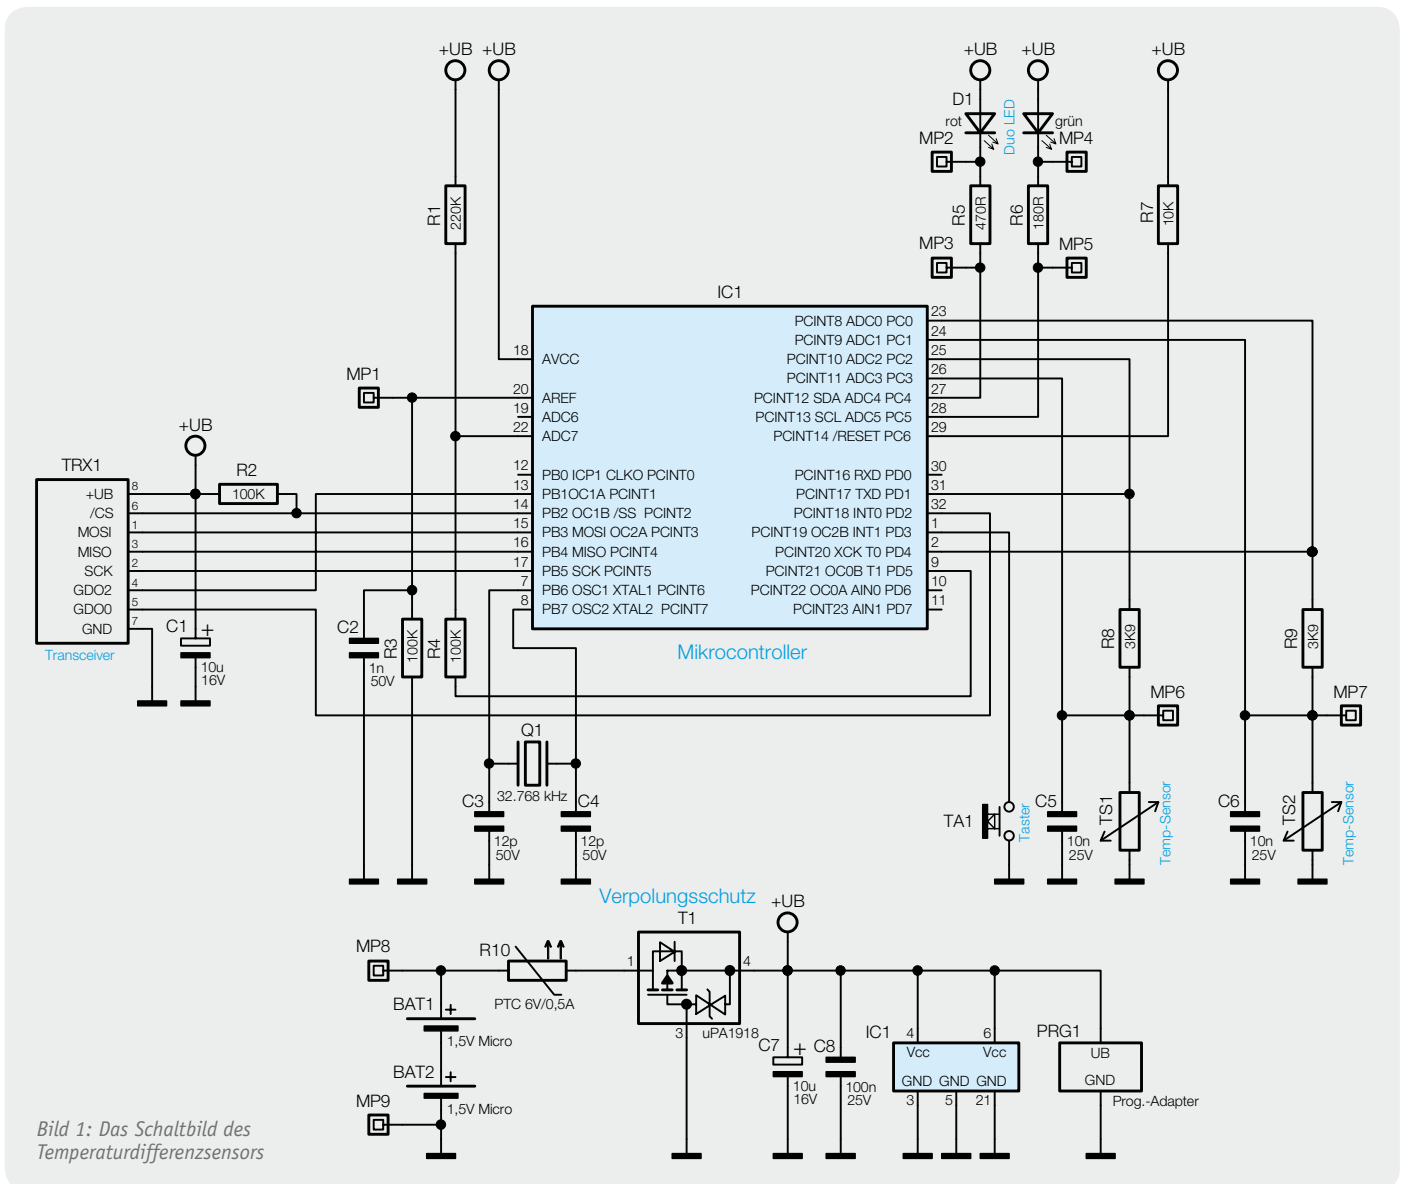 +UB +UB +UB +UB +UB
D1
rot
Duo LED
grün
MP2
MP4
R1
220K
R5
470R
R6
180R
R7
10K
MP3
MP5
IC1
18 AVCC
20 AREF
19 ADC6
22 ADC7
12 PB0 ICP1 CLKO PCINT0
13 PB1OC1A PCINT1
14 PB2 OC1B /SS PCINT2
15 PB3 MOSI OC2A PCINT3
16 PB4 MISO PCINT4
17 PB5 SCK PCINT5
7 PB6 OSC1 XTAL1 PCINT6
8 PB7 OSC2 XTAL2 PCINT7
PCINT8 ADC0 PC0 23
PCINT9 ADC1 PC1 24
PCINT10 ADC2 PC2 25
PCINT11 ADC3 PC3 26
PCINT12 SDA ADC4 PC4 27
PCINT13 SCL ADC5 PC5 28
PCINT14 /RESET PC6 29
PCINT16 RXD PD0 30
PCINT17 TXD PD1 31
PCINT18 INT0 PD2 32
PCINT19 OC2B INT1 PD3 1
PCINT20 XCK T0 PD4 2
PCINT21 OC0B T1 PD5 9
PCINT22 OC0A AIN0 PD6 10
PCINT23 AIN1 PD7 11
Mikrocontroller
MP1
+UB
TRX1
R2
100K
+UB 8
/CS 6
MOSI 1
MISO 3
SCK 2
GDO2 4
GDO0 5
GND 7
Transceiver
C1
+
10u
16V
C2
1n
50V
R3
100K
R4
100K
Q1
32.768 kHz
C3
12p
50V
C4
12p
50V
R8
3K9
R9
3K9
MP6
MP7
TA1
Taster
C5
10n
25V
TS1
Temp-Sensor
C6
10n
25V
TS2
Temp-Sensor
Verpolungsschutz
T1
+UB
MP8
R10
PTC 6V/0,5A
1
4
3
uPA1918
BAT1
+
1,5V Micro
BAT2
+
1,5V Micro
MP9
C7
+
10u
16V
C8
100n
25V
IC1
4 6
Vcc Vcc
GND GND GND
3 5 21
PRG1
UB
GND
Prog.-Adapter
Bild 1: Das Schaltbild des
Temperaturdifferenzsensors